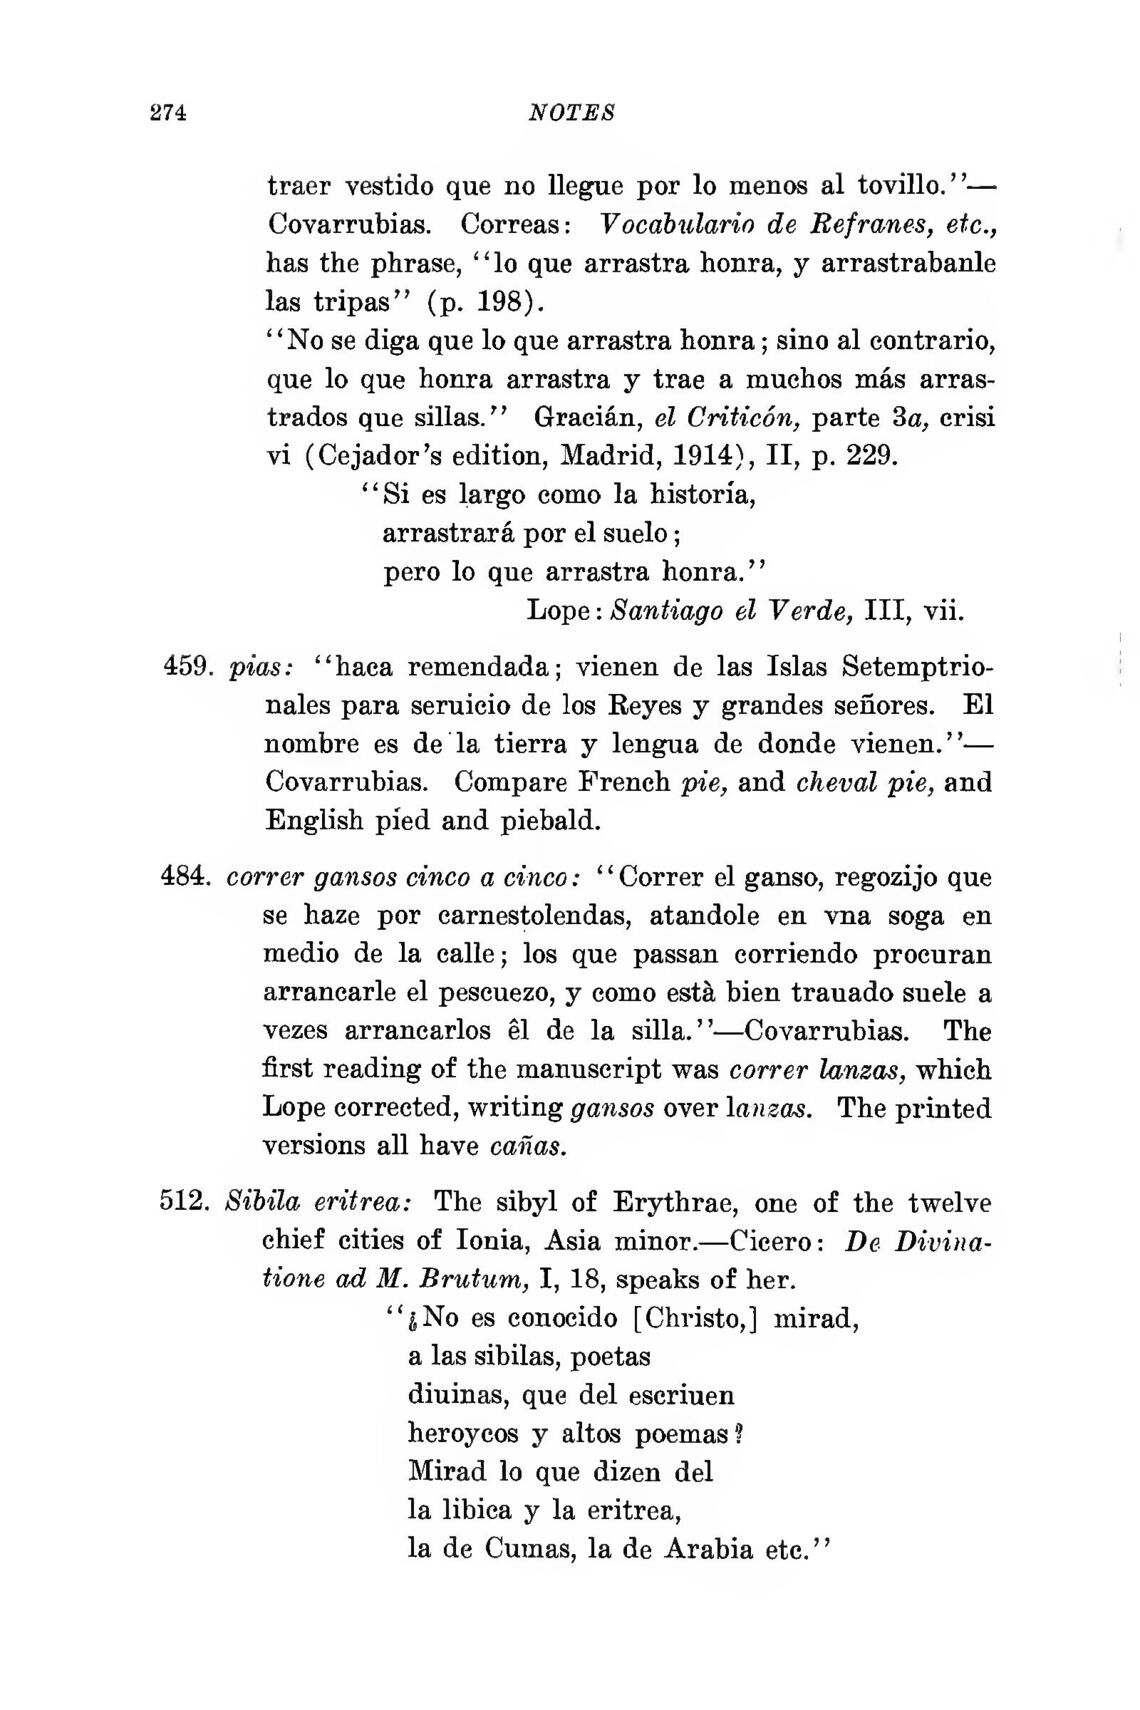 274 NOTES
traer vestido que no llegue por lo menos al tovillo.''—
Covarrubias. Correas: Vocabulario de Refranes, etc.,
has the phrase, ''lo que arrastra honra, y arrastrabanle
las tripas'' (p. 198).
''No se diga que lo que arrastra honra; sino al contrario,
que lo que honra arrastra y trae a muchos más arras-
trados que sillas.'' Gracián, el Criticón, parte 3a, crisi
vi (Cejador's edition, Madrid, 1914), II, p. 229.
''Si es largo como la historía,
arrastrará por el suelo;
pero lo que arrastra honra.''
Lope: Santiago el Verde, III, vii.
459. pias: ''haca remendada; vienen de las Islas Setemptrio-
nales para seruicio de los Reyes y grandes señores. El
nombre es de la tierra y lengua de donde vienen.''—
Covarrubias. Compare French pie, and cheval pie, and
English pied and piebald.
484. correr gansos cinco a cinco: ''Correr el ganso, regozijo que
se haze por carnestolendas, atandole en vna soga en
medio de la calle; los que passan corriendo procuran
arrancarle el pescuezo, y como està bien trauado suele a
vezes arrancarlos êl de la silla.''—Covarrubias. The
first reading of the manuscript was correr lanzas, which
Lope corrected, writing gansos over lanzas. The printed
versions all have cañas.
512. Sibila eritrea: The sibyl of Erythrae, one of the twelve
chief cities of Ionia, Asia minor.—Cicero: De Divina-
tione ad M. Brutum, I, 18, speaks of her.
''¿No es conocido [Christo,] mirad,
a las sibilas, poetas
diuinas, que del escriuen
heroycos y altos poemas?
Mirad lo que dizen del
la libica y la eritrea,
la de Cumas, la de Arabia etc.''